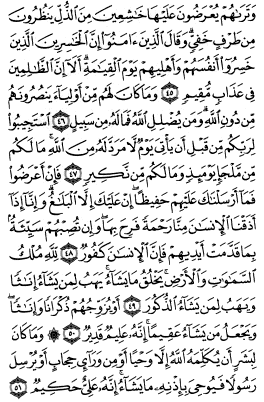 وَتَرَىٰهُمْ يُعْرَضُونَ عَلَيْهَا خَٰشِعِينَ مِنَ ٱلذُّلِّ يَنظُرُونَ
مِن طَرْفٍ خَفِىٍّ وَقَالَ ٱلَّذِينَ ءَامَنُوٓا۟ إِنَّ ٱلْخَٰسِرِينَ ٱلَّذِينَ
خَسِرُوٓا۟ أَنفُسَهُمْ وَأَهْلِيهِمْ يَوْمَ ٱلْقِيَٰمَةِ أَلَآ إِنَّ ٱلظَّٰلِمِينَ
فِى عَذَابٍ مُّقِيمٍ ٤٥ وَمَا كَانَ لَهُم مِّنْ أَوْلِيَآءَ يَنصُرُونَهُم
مِّن دُونِ ٱللَّهِ وَمَن يُضْلِلِ ٱللَّهُ فَمَا لَهُۥ مِن سَبِيلٍ ٤٦ ٱسْتَجِيبُوا۟
لِرَبِّكُم مِّن قَبْلِ أَن يَأْتِىَ يَوْمٌ لَّا مَرَدَّ لَهُۥ مِنَ ٱللَّهِ مَا لَكُم
مِّن مَّلْجَإٍ يَوْمَئِذٍ وَمَا لَكُم مِّن نَّكِيرٍ ٤٧ فَإِنْ أَعْرَضُوا۟
فَمَآ أَرْسَلْنَٰكَ عَلَيْهِمْ حَفِيظًا إِنْ عَلَيْكَ إِلَّا ٱلْبَلَٰغُ وَإِنَّآ إِذَآ
أَذَقْنَا ٱلْإِنسَٰنَ مِنَّا رَحْمَةً فَرِحَ بِهَا وَإِن تُصِبْهُمْ سَيِّئَةٌۢ
بِمَا قَدَّمَتْ أَيْدِيهِمْ فَإِنَّ ٱلْإِنسَٰنَ كَفُورٌ ٤٨ لِّلَّهِ مُلْكُ
ٱلسَّمَٰوَٰتِ وَٱلْأَرْضِ يَخْلُقُ مَا يَشَآءُ يَهَبُ لِمَن يَشَآءُ إِنَٰثًا
وَيَهَبُ لِمَن يَشَآءُ ٱلذُّكُورَ ٤٩ أَوْ يُزَوِّجُهُمْ ذُكْرَانًا وَإِنَٰثًا
وَيَجْعَلُ مَن يَشَآءُ عَقِيمًا إِنَّهُۥ عَلِيمٌ قَدِيرٌ ٥٠ وَمَا كَانَ
لِبَشَرٍ أَن يُكَلِّمَهُ ٱللَّهُ إِلَّا وَحْيًا أَوْ مِن وَرَآئِ حِجَابٍ أَوْ يُرْسِلَ
رَسُولًا فَيُوحِىَ بِإِذْنِهِۦ مَا يَشَآءُ إِنَّهُۥ عَلِىٌّ حَكِيمٌ ٥١